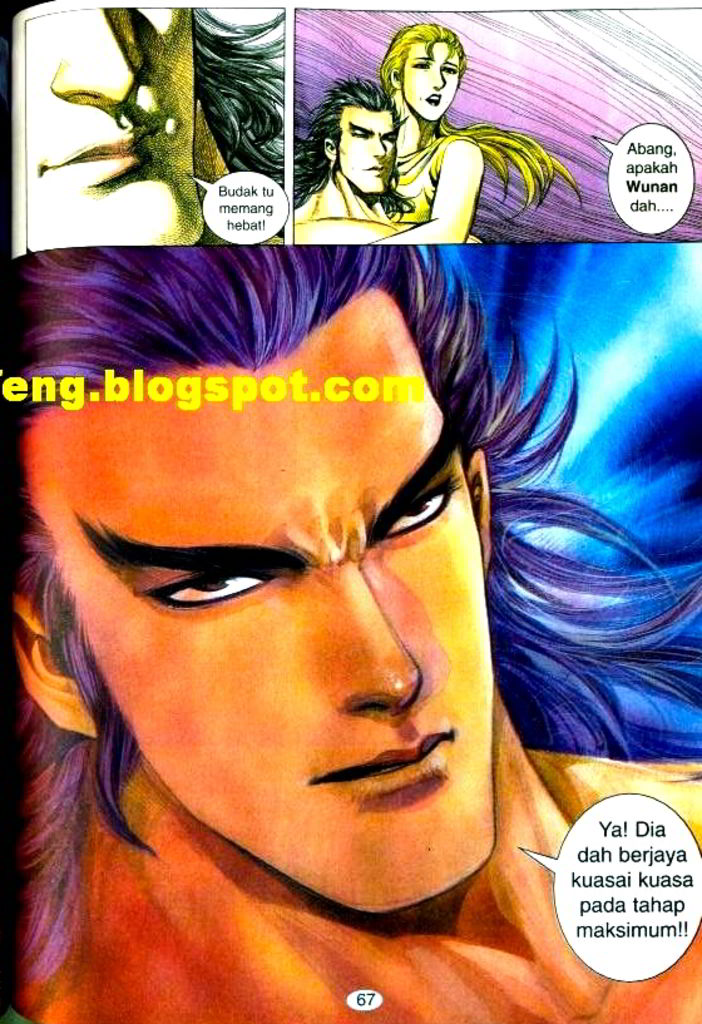 Budak tu
memang
hebat!
Abang,
apakah
Wunan
dah....
feng.blogspot.com
Ya! Dia
dah berjaya
kuasai kuasa
pada tahap
maksimum!!
67